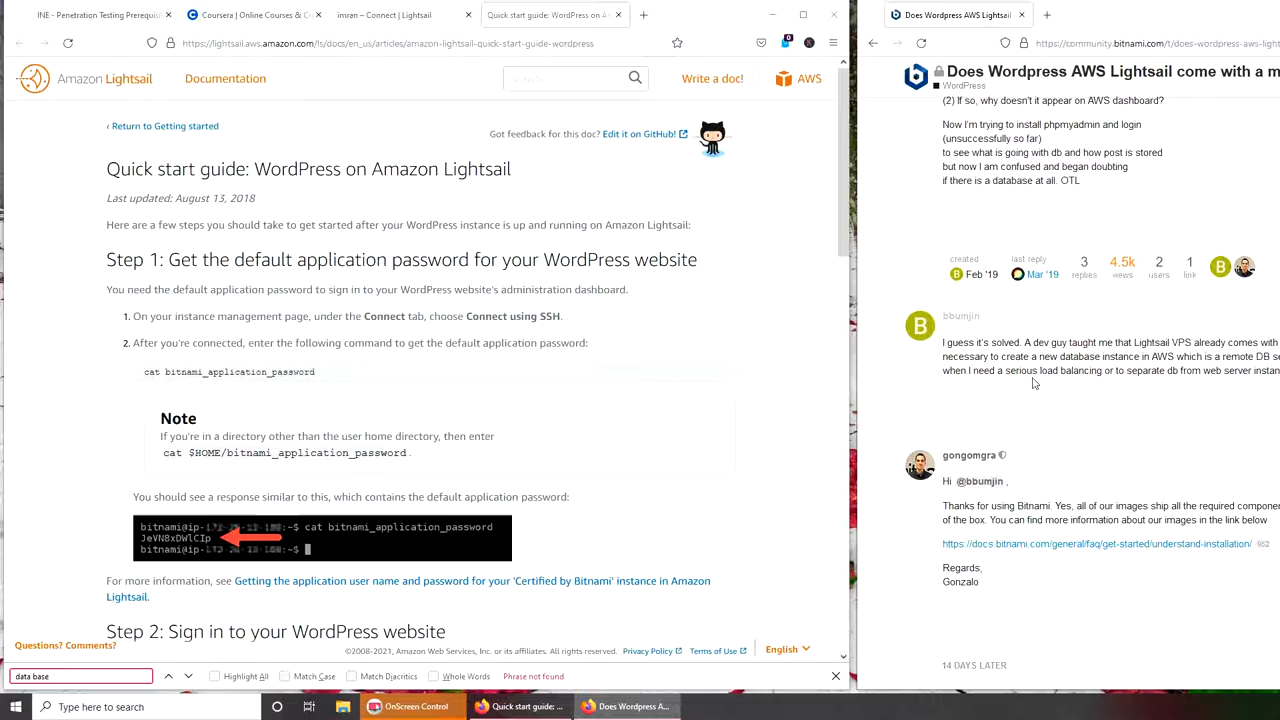 INE - Penetration Testing Prerequis
Coursera | Online Courses & C
imran – Connect | Lightsail
Quick start guide: WordPress on A
https://lightsail.aws.amazon.com/ls/docs/en_us/articles/amazon-lightsail-quick-start-guide-wordpress
0
Amazon Lightsail
Documentation
Search
Write a doc!
AWS
‹ Return to Getting started
Got feedback for this doc? Edit it on GitHub!
Quick start guide: WordPress on Amazon Lightsail
Last updated: August 13, 2018
Here are a few steps you should take to get started after your WordPress instance is up and running on Amazon Lightsail:
Step 1: Get the default application password for your WordPress website
You need the default application password to sign in to your WordPress website's administration dashboard.
1. On your instance management page, under the Connect tab, choose Connect using SSH.
2. After you're connected, enter the following command to get the default application password:
cat bitnami_application_password
Note
If you're in a directory other than the user home directory, then enter
cat $HOME/bitnami_application_password.
You should see a response similar to this, which contains the default application password:
bitnami@ip- :~$ cat bitnami_application_password
JeVN8xDWlCIp
bitnami@ip- :~$
For more information, see Getting the application user name and password for your 'Certified by Bitnami' instance in Amazon
Lightsail.
Step 2: Sign in to your WordPress website
Questions? Comments?
©2008-2021, Amazon Web Services, Inc. or its affiliates. All rights reserved.
Privacy Policy
Terms of Use
English
data base
Highlight All
Match Case
Match Diacritics
Whole Words
Phrase not found
Does Wordpress AWS Lightsail
https://community.bitnami.com/t/does-wordpress-aws-light
Does Wordpress AWS Lightsail come with a m
WordPress
(2) If so, why doesn't it appear on AWS dashboard?
Now I'm trying to install phpmyadmin and login
(unsuccessfully so far)
to see what is going with db and how post is stored
but now I am confused and began doubting
if there is a database at all. OTL
created
B Feb '19
last reply
Mar '19
3
replies
4.5k
views
2
users
1
link
B
B
bbumjin
I guess it's solved. A dev guy taught me that Lightsail VPS already comes with
necessary to create a new database instance in AWS which is a remote DB se
when I need a serious load balancing or to separate db from web server instan
gongomgra
Hi @bbumjin ,
Thanks for using Bitnami. Yes, all of our images ship all the required componen
of the box. You can find more information about our images in the link below
https://docs.bitnami.com/general/faq/get-started/understand-installation/ 952
Regards,
Gonzalo
14 DAYS LATER
Type here to search
OnScreen Control
Quick start guide: ...
Does Wordpress A...